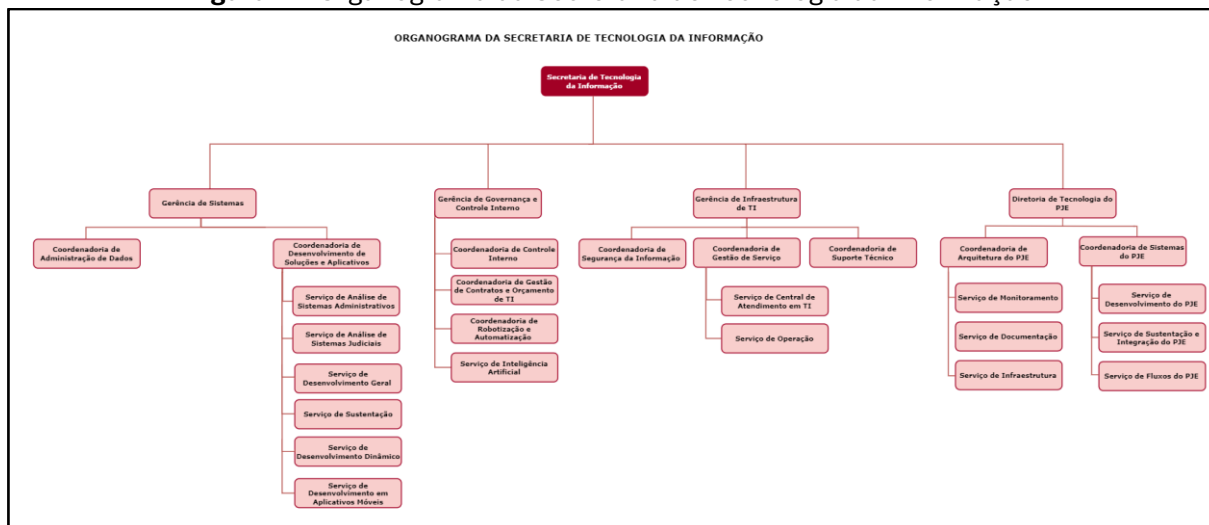 ORGANOGRAMA DA SECRETARIA DE TECNOLOGIA DA INFORMAÇÃO
Secretaria de Tecnologia
da Informação
Gerência de Sistemas
Gerência de Governança e
Controle Interno
Gerência de Infraestrutura
de TI
Diretoria de Tecnologia do
PJE
Coordenadoria de
Administração de Dados
Coordenadoria de
Desenvolvimento de
Soluções e Aplicativos
Serviço de Análise de
Sistemas Administrativos
Serviço de Análise de
Sistemas Judiciais
Serviço de
Desenvolvimento Geral
Serviço de Sustentação
Serviço de
Desenvolvimento Dinâmico
Serviço de
Desenvolvimento em
Aplicativos Móveis
Coordenadoria de Controle
Interno
Coordenadoria de Gestão
de Contratos e Orçamento
de TI
Coordenadoria de
Robotização e
Automatização
Serviço de Inteligência
Artificial
Coordenadoria de
Segurança da Informação
Coordenadoria de
Gestão de Serviço
Serviço de Central de
Atendimento em TI
Serviço de Operação
Coordenadoria de
Suporte Técnico
Coordenadoria de
Arquitetura do PJE
Serviço de Monitoramento
Serviço de Documentação
Serviço de Infraestrutura
Coordenadoria de Sistemas
do PJE
Serviço de
Desenvolvimento do PJE
Serviço de Sustentação e
Integração do PJE
Serviço de Fluxos do PJE